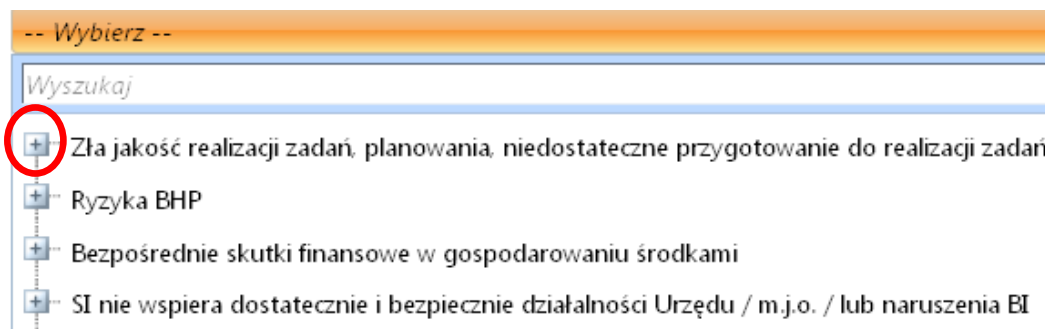 -- Wybierz --
Wyszukaj
Zła jakość realizacji zadań, planowania, niedostateczne przygotowanie do realizacji zadań
Ryzyka BHP
Bezpośrednie skutki finansowe w gospodarowaniu środkami
SI nie wspiera dostatecznie i bezpiecznie działalności Urzędu / m.j.o. / lub naruszenia BI